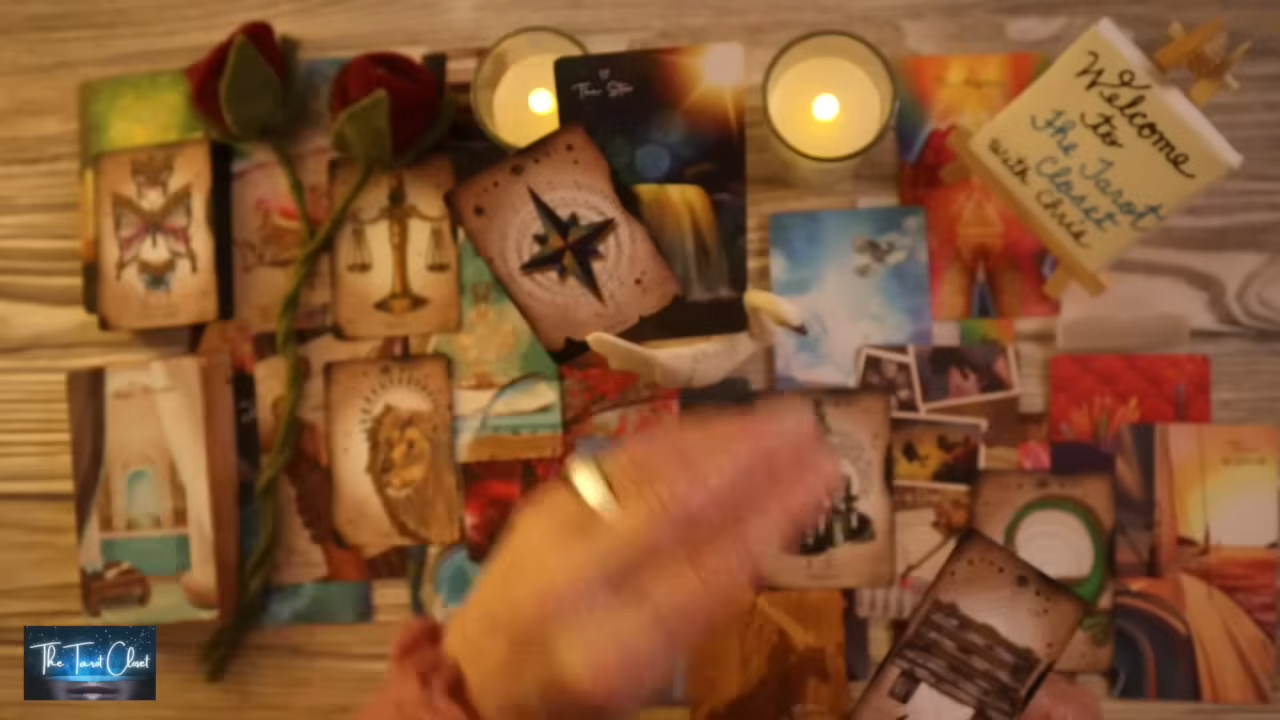 The Star
Welcome
to
The Tarot
Closet
with Chris
The Tarot Closet